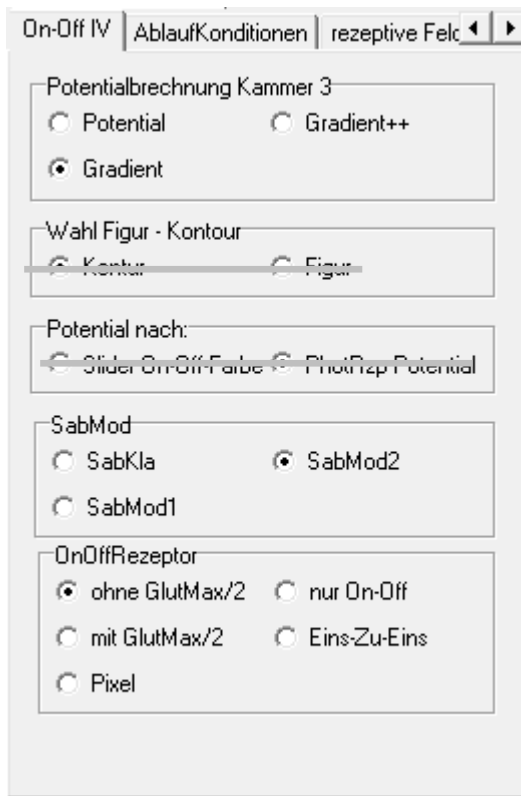 On-Off IV AblaufKonditionen rezeptive Feld
Potentialbrechnung Kammer 3
Potential Gradient++
Gradient
Wahl Figur - Kontour
Kontur Figur
Potential nach:
Slider On-Off-Farbe PhotRzp Potential
SabMod
SabKla SabMod2
SabMod1
OnOffRezeptor
ohne GlutMax/2 nur On-Off
mit GlutMax/2 Eins-Zu-Eins
Pixel